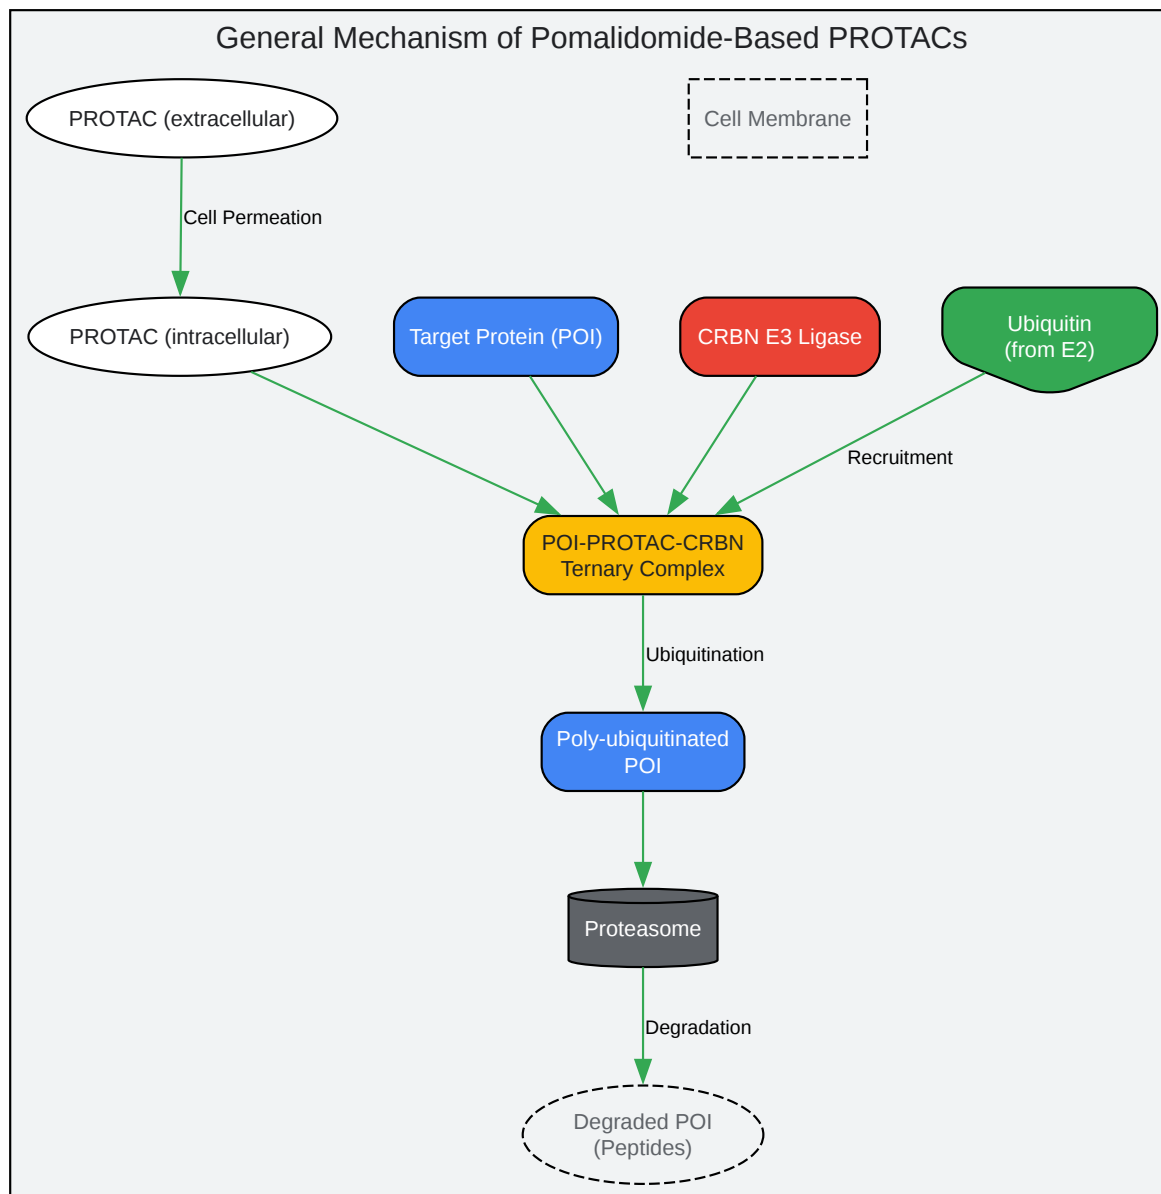 General Mechanism of Pomalidomide-Based PROTACs
PROTAC (extracellular)
Cell Membrane
Cell Permeation
PROTAC (intracellular)
Target Protein (POI)
CRBN E3 Ligase
Ubiquitin
(from E2)
Recruitment
POI-PROTAC-CRBN
Ternary Complex
Ubiquitination
Poly-ubiquitinated
POI
Proteasome
Degradation
Degraded POI
(Peptides)